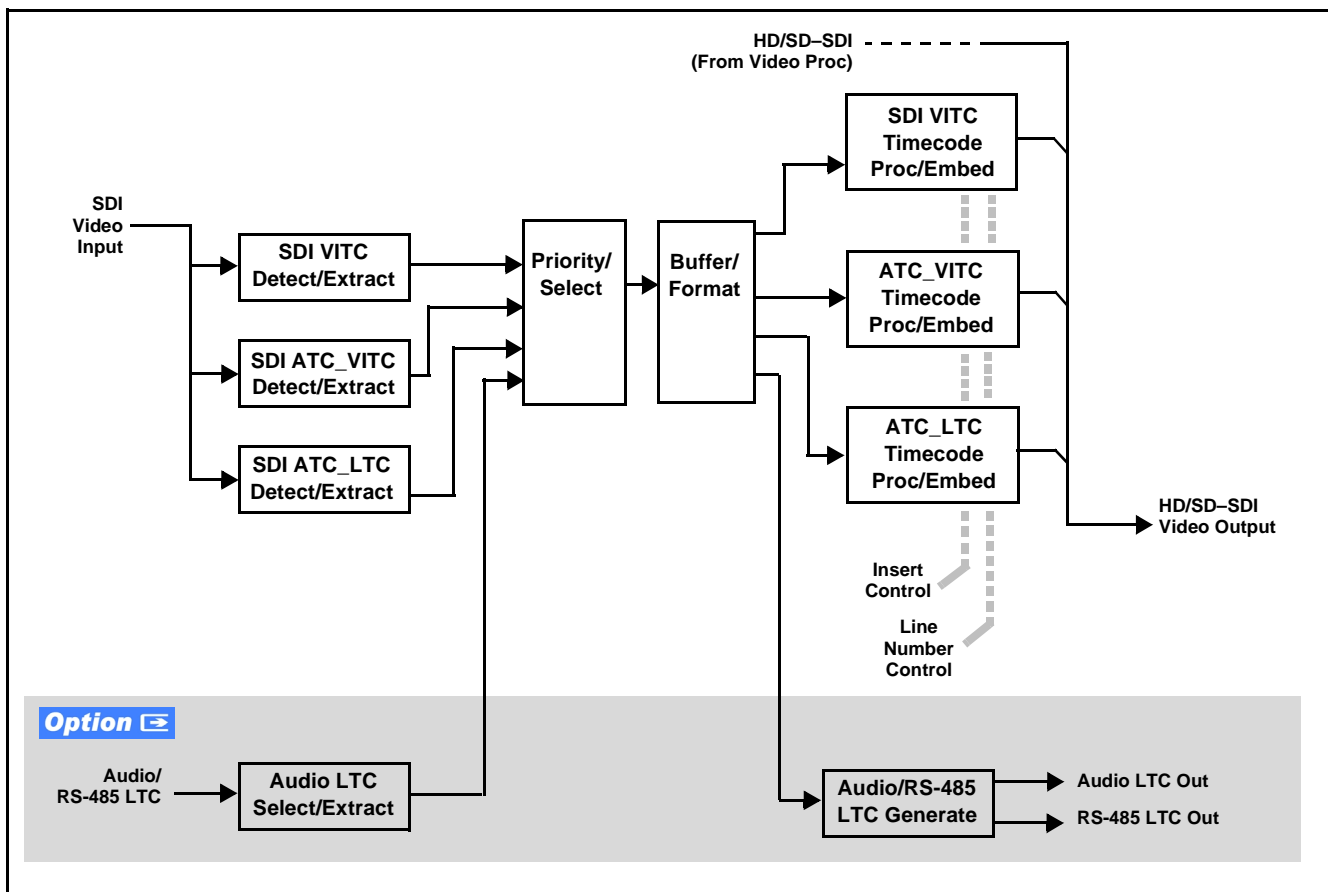 HD/SD–SDI
(From Video Proc)
SDI VITC
Timecode
Proc/Embed
SDI
Video
Input
SDI VITC
Detect/Extract
Priority/
Select
Buffer/
Format
ATC_VITC
Timecode
Proc/Embed
SDI ATC_VITC
Detect/Extract
SDI ATC_LTC
Detect/Extract
ATC_LTC
Timecode
Proc/Embed
HD/SD–SDI
Video Output
Insert
Control
Line
Number
Control
Option
Audio/
RS-485 LTC
Audio LTC
Select/Extract
Audio/RS-485
LTC Generate
Audio LTC Out
RS-485 LTC Out